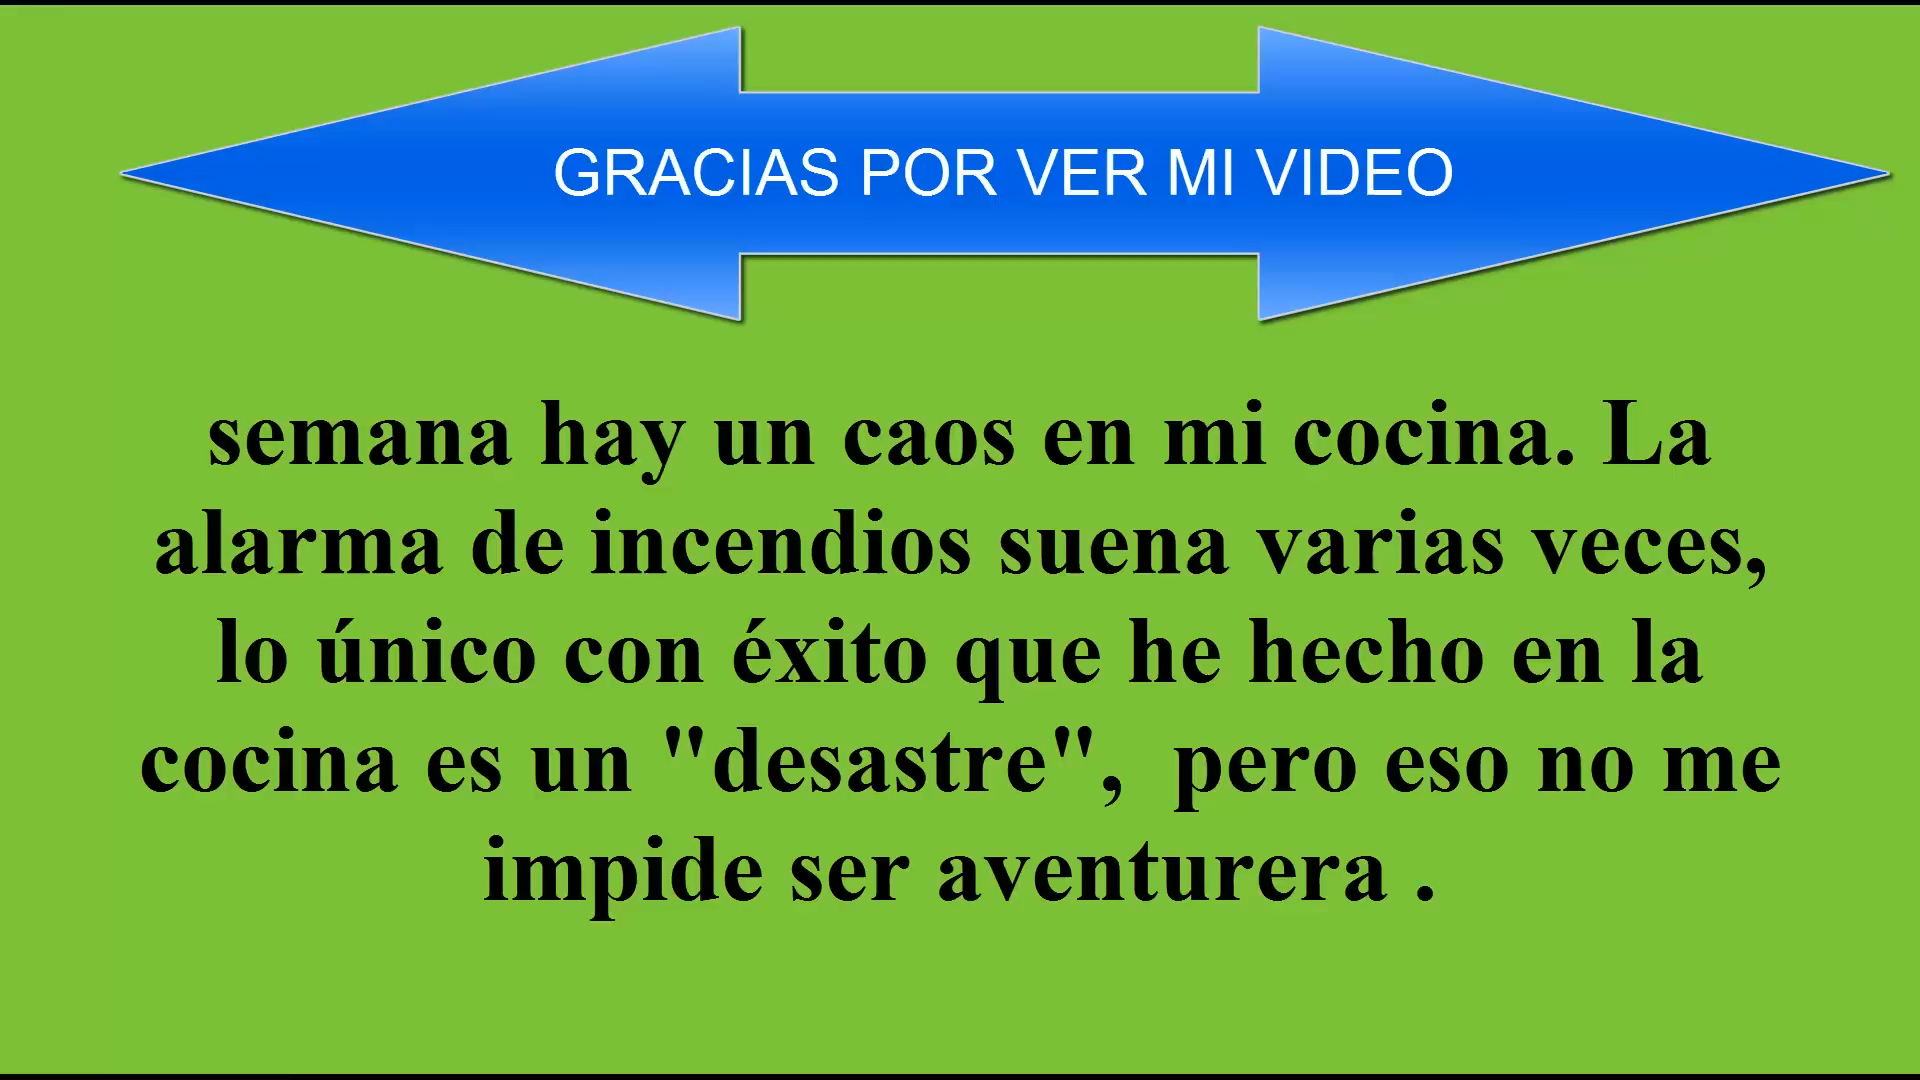 GRACIAS POR VER MI VIDEO
semana hay un caos en mi cocina. La
alarma de incendios suena varias veces,
lo único con éxito que he hecho en la
cocina es un "desastre",  pero eso no me
impide ser aventurera .